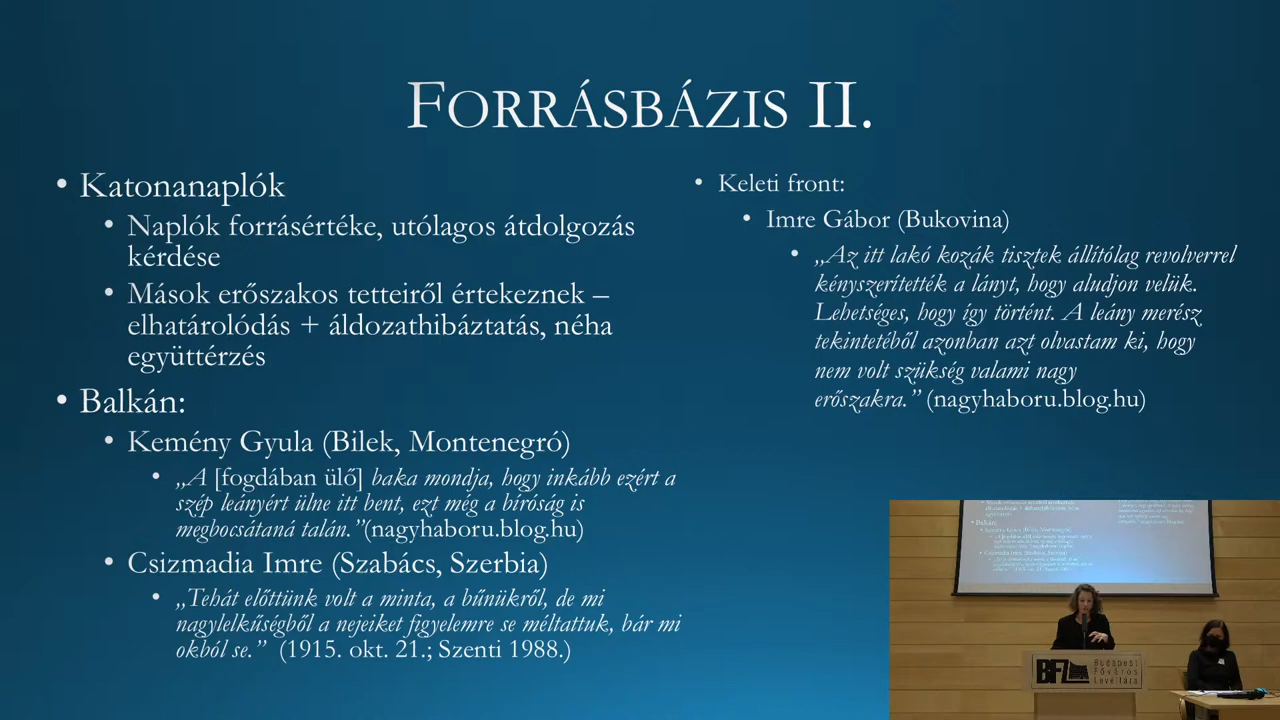 FORRÁSBÁZIS II.
• Katonanaplók
• Naplók forrásértéke, utólagos átdolgozás
kérdése
• Mások erőszakos tetteiről értekeznek –
elhatárolódás + áldozathibáztatás, néha
együttérzés
• Balkán:
• Kemény Gyula (Bilek, Montenegró)
• „A [fogdában ülő] baka mondja, hogy inkább ezért a
szép leányért ülne itt bent, ezt még a bíróság is
megbocsátaná talán.”(nagyhaboru.blog.hu)
• Csizmadia Imre (Szabács, Szerbia)
• „Tehát előttünk volt a minta, a bűnükről, de mi
nagylelkűségből a nejeiket figyelemre se méltattuk, bár mi
okból se.” (1915. okt. 21.; Szenti 1988.)
• Keleti front:
• Imre Gábor (Bukovina)
• „Az itt lakó kozák tisztek állítólag revolverrel
kényszerítették a lányt, hogy aludjon velük.
Lehetséges, hogy így történt. A leány merész
tekintetéből azonban azt olvastam ki, hogy
nem volt szükség valami nagy
erőszakra.” (nagyhaboru.blog.hu)
• Balkán:
BFL
Budapest
Főváros
Levéltára